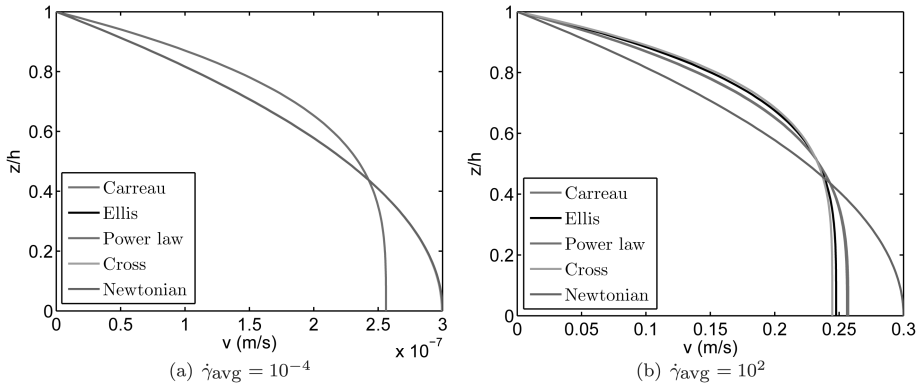 1
0.8
0.6
0.4
0.2
0
z/h
Carreau
Ellis
Power law
Cross
Newtonian
0 0.5 1 1.5 2 2.5 3
v (m/s)
x 10⁻⁷
(a) γ̇avg = 10⁻⁴
1
0.8
0.6
0.4
0.2
0
z/h
Carreau
Ellis
Power law
Cross
Newtonian
0 0.05 0.1 0.15 0.2 0.25 0.3
v (m/s)
(b) γ̇avg = 10²